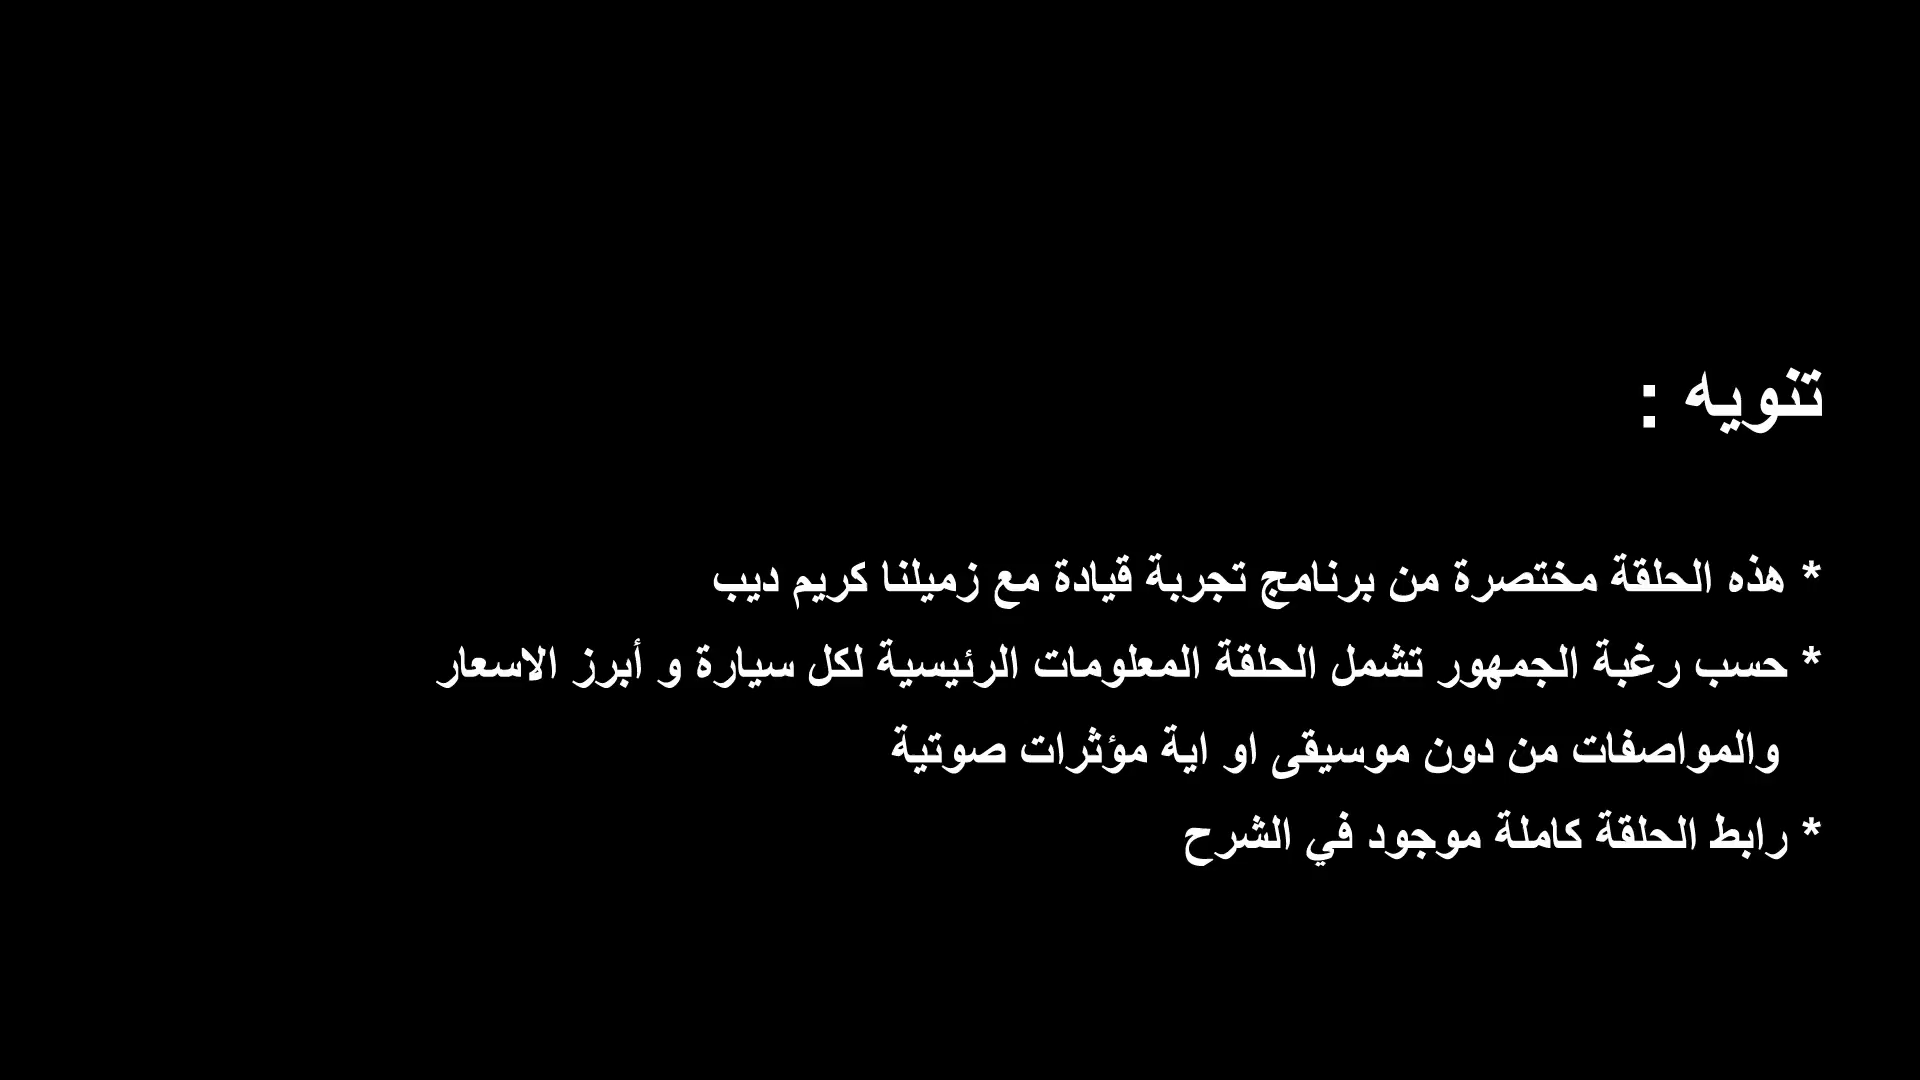 تنويه :
* هذه الحلقة مختصرة من برنامج تجربة قيادة مع زميلنا كريم ديب
* حسب رغبة الجمهور تشمل الحلقة المعلومات الرئيسية لكل سيارة و أبرز الاسعار
والمواصفات من دون موسيقى او اية مؤثرات صوتية
* رابط الحلقة كاملة موجود في الشرح